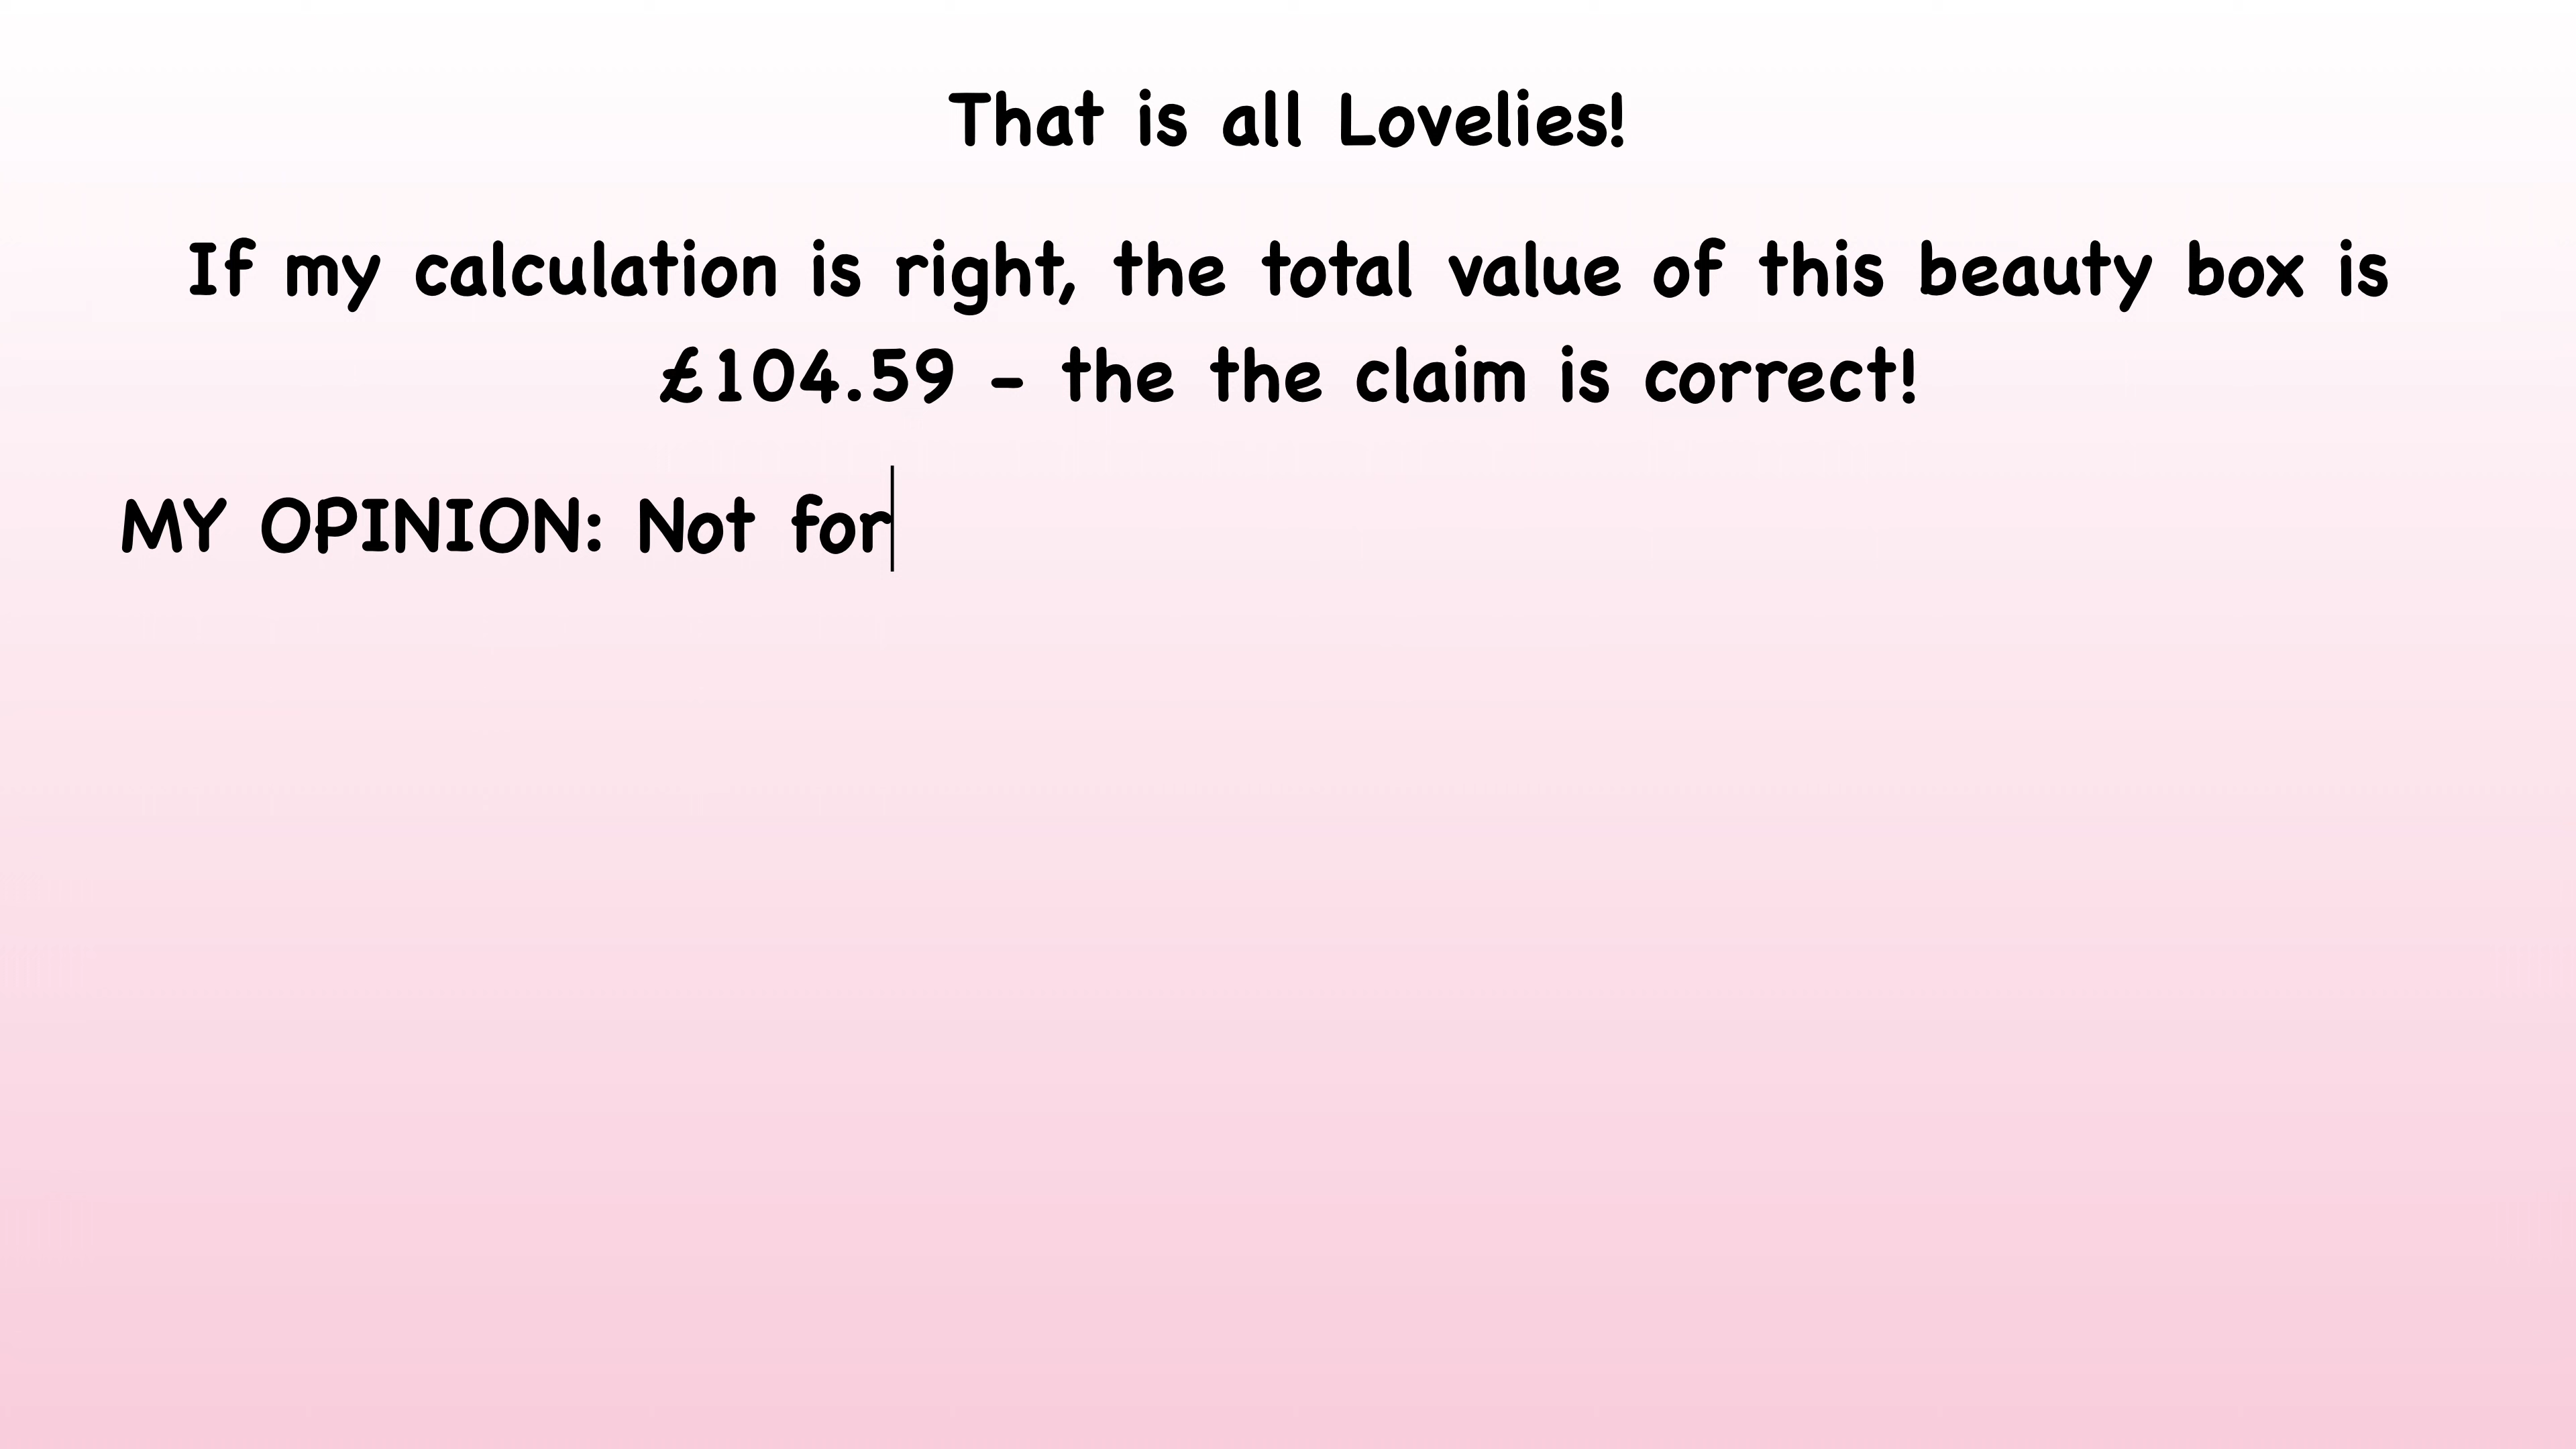 That is all Lovelies!
If my calculation is right, the total value of this beauty box is
£104.59 - the the claim is correct!
MY OPINION: Not for